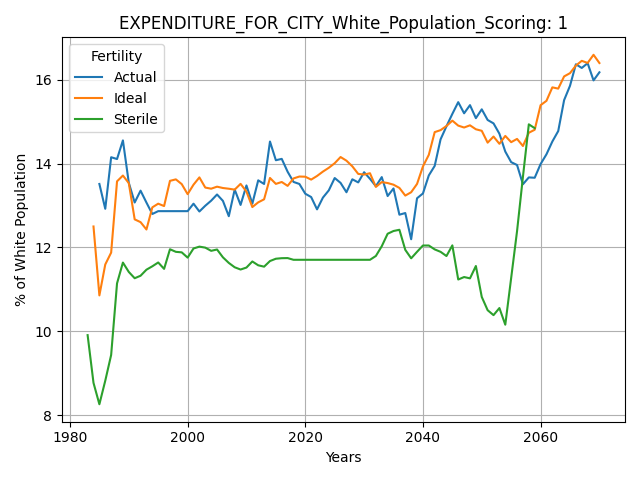 EXPENDITURE_FOR_CITY_White_Population_Scoring: 1
Fertility
Actual
Ideal
Sterile
% of White Population
16
14
12
10
8
1980
2000
2020
2040
2060
Years